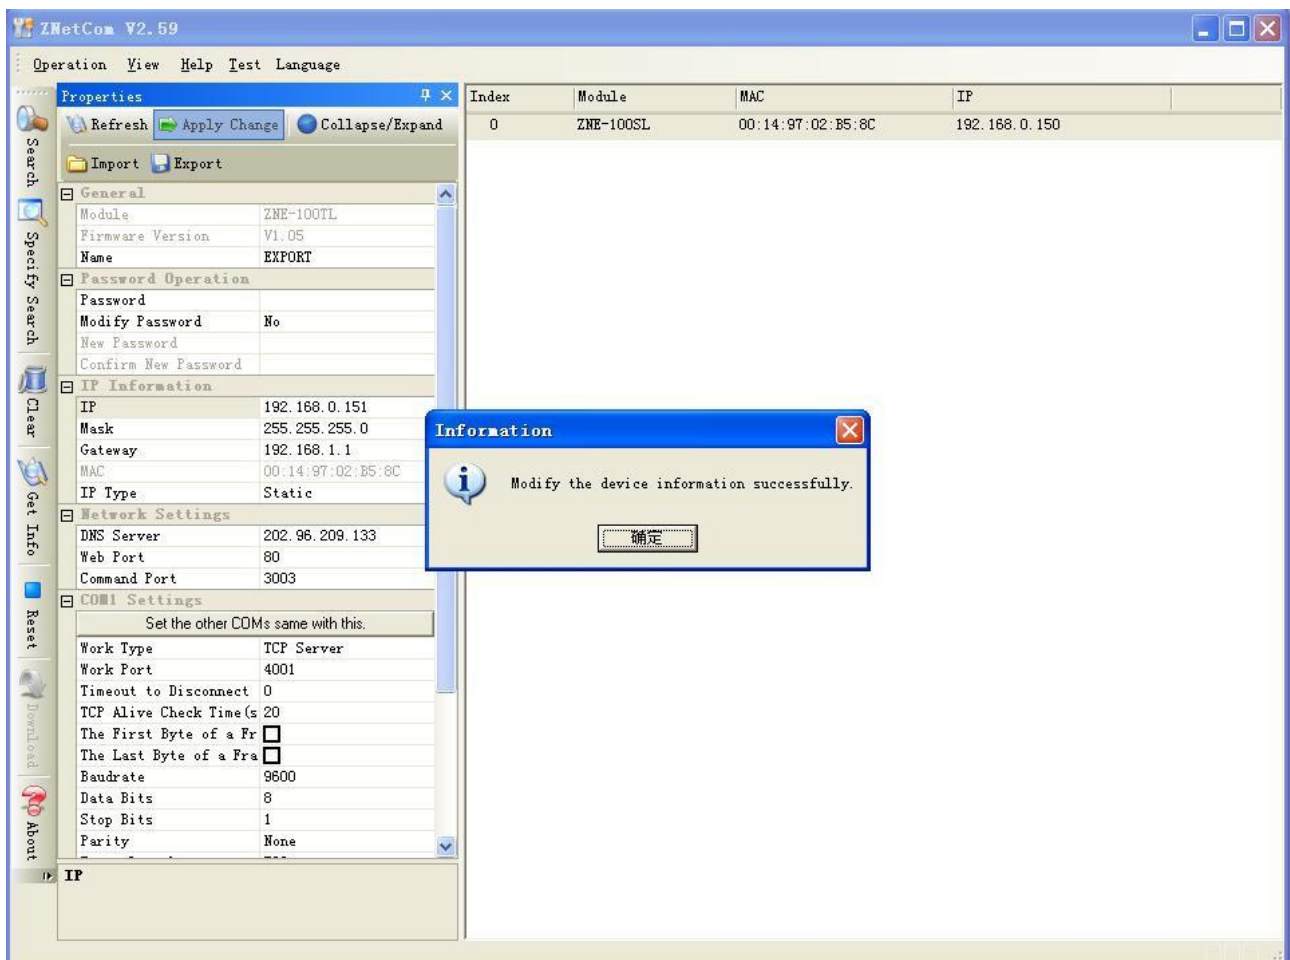 ZNetCom V2.59
Operation View Help Test Language
Properties
Refresh Apply Change Collapse/Expand
Import Export
Search
Specify Search
Clear
Get Info
Reset
Download
About
General
Module ZNE-100TL
Firmware Version V1.05
Name EXPORT
Password Operation
Password
Modify Password No
New Password
Confirm New Password
IP Information
IP 192.168.0.151
Mask 255.255.255.0
Gateway 192.168.1.1
MAC 00:14:97:02:B5:8C
IP Type Static
Network Settings
DNS Server 202.96.209.133
Web Port 80
Command Port 3003
COM1 Settings
Set the other COMs same with this.
Work Type TCP Server
Work Port 4001
Timeout to Disconnect 0
TCP Alive Check Time(s 20
The First Byte of a Fr
The Last Byte of a Fra
Baudrate 9600
Data Bits 8
Stop Bits 1
Parity None
IP
Index Module MAC IP
0 ZNE-100SL 00:14:97:02:B5:8C 192.168.0.150
Information
Modify the device information successfully.
确定